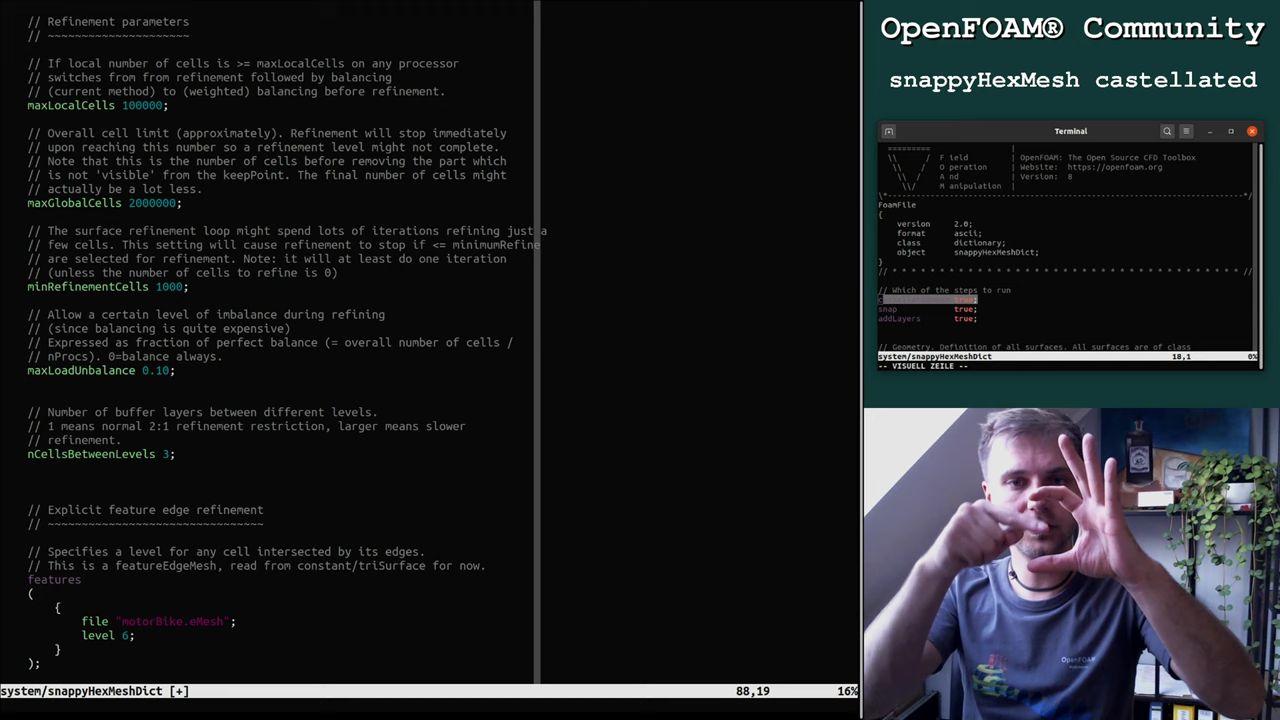 // Refinement parameters
// ~~~~~~~~~~~~~~~~~~~~~
// If local number of cells is >= maxLocalCells on any processor
// switches from from refinement followed by balancing
// (current method) to (weighted) balancing before refinement.
maxLocalCells 100000;
// Overall cell limit (approximately). Refinement will stop immediately
// upon reaching this number so a refinement level might not complete.
// Note that this is the number of cells before removing the part which
// is not 'visible' from the keepPoint. The final number of cells might
// actually be a lot less.
maxGlobalCells 2000000;
// The surface refinement loop might spend lots of iterations refining just a
// few cells. This setting will cause refinement to stop if <= minimumRefine
// are selected for refinement. Note: it will at least do one iteration
// (unless the number of cells to refine is 0)
minRefinementCells 1000;
// Allow a certain level of imbalance during refining
// (since balancing is quite expensive)
// Expressed as fraction of perfect balance (= overall number of cells /
// nProcs). 0=balance always.
maxLoadUnbalance 0.10;
// Number of buffer layers between different levels.
// 1 means normal 2:1 refinement restriction, larger means slower
// refinement.
nCellsBetweenLevels 3;
// Explicit feature edge refinement
// ~~~~~~~~~~~~~~~~~~~~~~~~~~~~~~~~
// Specifies a level for any cell intersected by its edges.
// This is a featureEdgeMesh, read from constant/triSurface for now.
features
(
{
file "motorBike.eMesh";
level 6;
}
);
system/snappyHexMeshDict [+] 88,19 16%
OpenFOAM® Community
snappyHexMesh castellated
Terminal
========= |
\\ / F ield | OpenFOAM: The Open Source CFD Toolbox
\\ / O peration | Website: https://openfoam.org
\\ / A nd | Version: 8
\\/ M anipulation |
\*---------------------------------------------------------------------------*/
FoamFile
{
version 2.0;
format ascii;
class dictionary;
object snappyHexMeshDict;
}
// * * * * * * * * * * * * * * * * * * * * * * * * * * * * * * * * * * * * * //
// Which of the steps to run
true;
snap true;
addLayers true;
// Geometry. Definition of all surfaces. All surfaces are of class
system/snappyHexMeshDict 18,1 0%
-- VISUELL ZEILE --
OpenFOAM